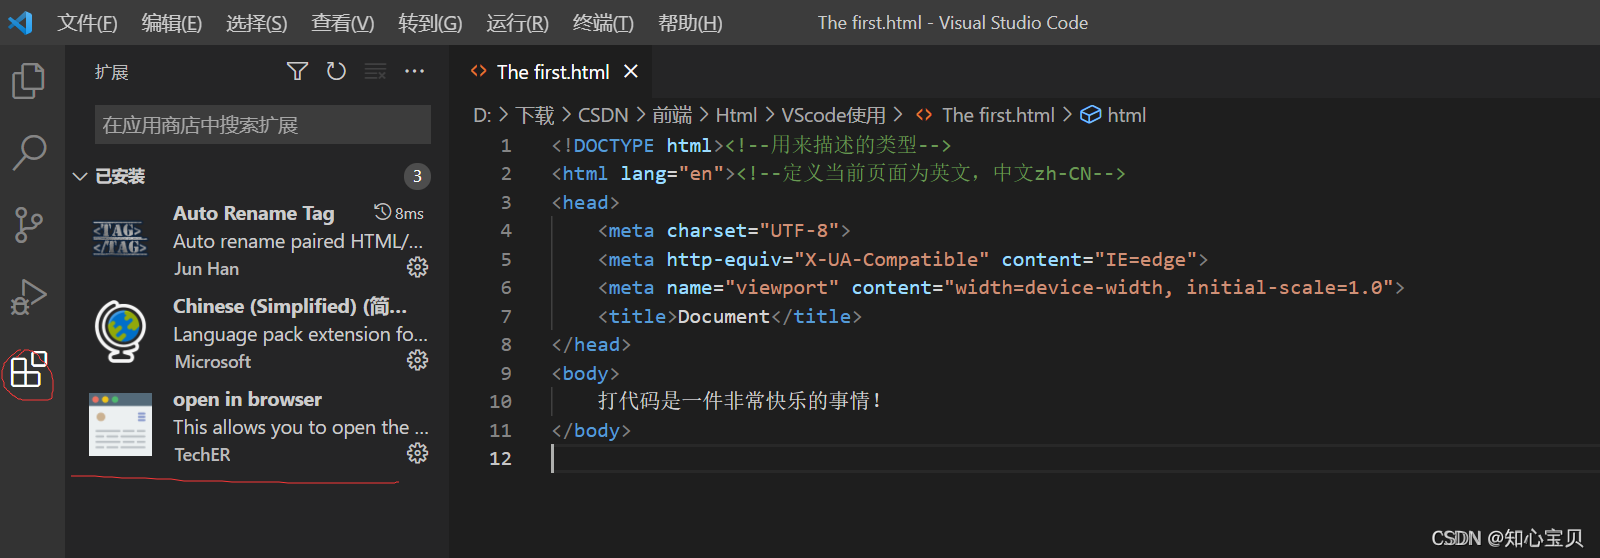 文件(F) 编辑(E) 选择(S) 查看(V) 转到(G) 运行(R) 终端(T) 帮助(H) The first.html - Visual Studio Code
扩展
在应用商店中搜索扩展
已安装 3
Auto Rename Tag 8ms
<TAG>
</TAG>
Auto rename paired HTML/...
Jun Han
Chinese (Simplified) (简...
Language pack extension fo...
Microsoft
open in browser
This allows you to open the ...
TechER
The first.html
D: > 下载 > CSDN > 前端 > Html > VScode使用 > The first.html > html
1 <!DOCTYPE html><!--用来描述的类型-->
2 <html lang="en"><!--定义当前页面为英文，中文zh-CN-->
3 <head>
4 <meta charset="UTF-8">
5 <meta http-equiv="X-UA-Compatible" content="IE=edge">
6 <meta name="viewport" content="width=device-width, initial-scale=1.0">
7 <title>Document</title>
8 </head>
9 <body>
10 打代码是一件非常快乐的事情！
11 </body>
12
CSDN @知心宝贝